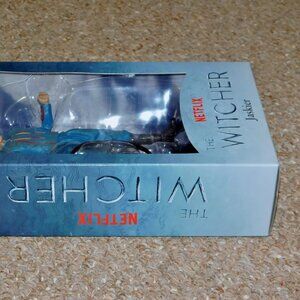 NETFLIX
THE
WITCHER
Jaskier
NETFLIX
THE
WITCHER